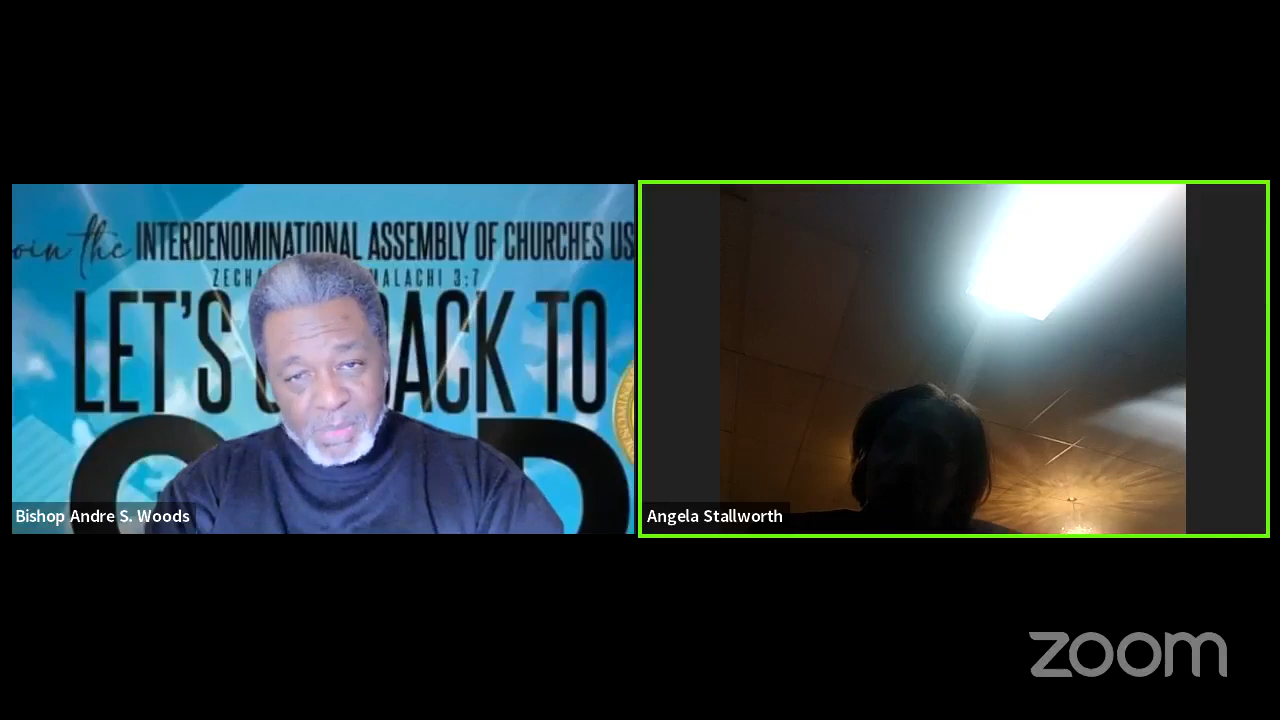 oin the INTERDENOMINATIONAL ASSEMBLY OF CHURCHES US
ZECHA MALACHI 3:7
LET'S BACK TO
Bishop Andre S. Woods
Angela Stallworth
zoom